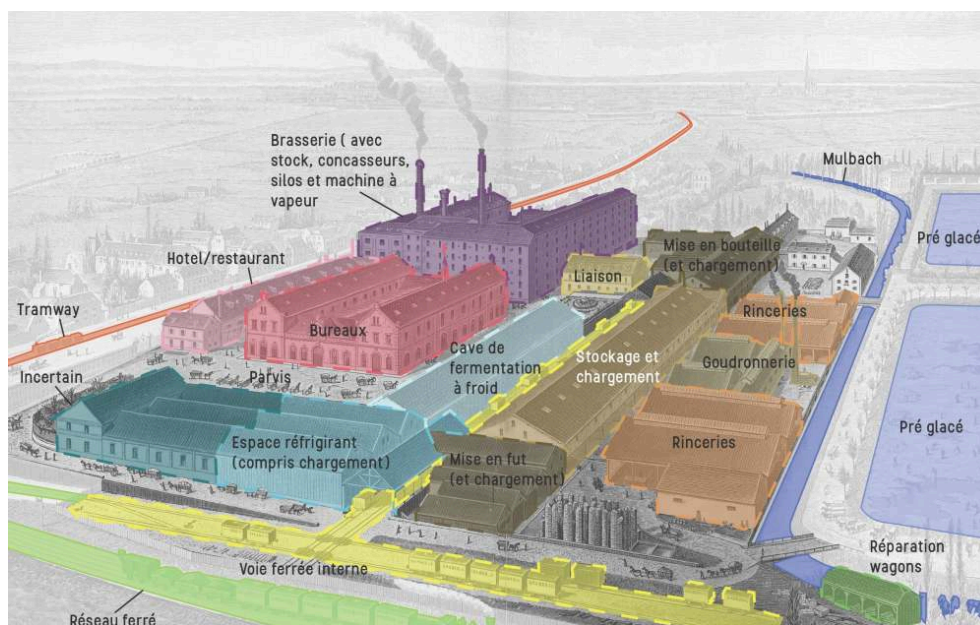 Brasserie ( avec
stock, concasseurs,
silos et machine à
vapeur
Mulbach
Pré glacé
Mise en bouteille
(et chargement)
Hotel/restaurant
Liaison
Tramway
Rinceries
Bureaux
Cave de
fermentation
à froid
Stockage et
chargement
Goudronnerie
Incertain
Parvis
Pré glacé
Espace réfrigirant
(compris chargement)
Rinceries
Mise en fut
(et chargement)
Réparation
wagons
Voie ferrée interne
Réseau ferré